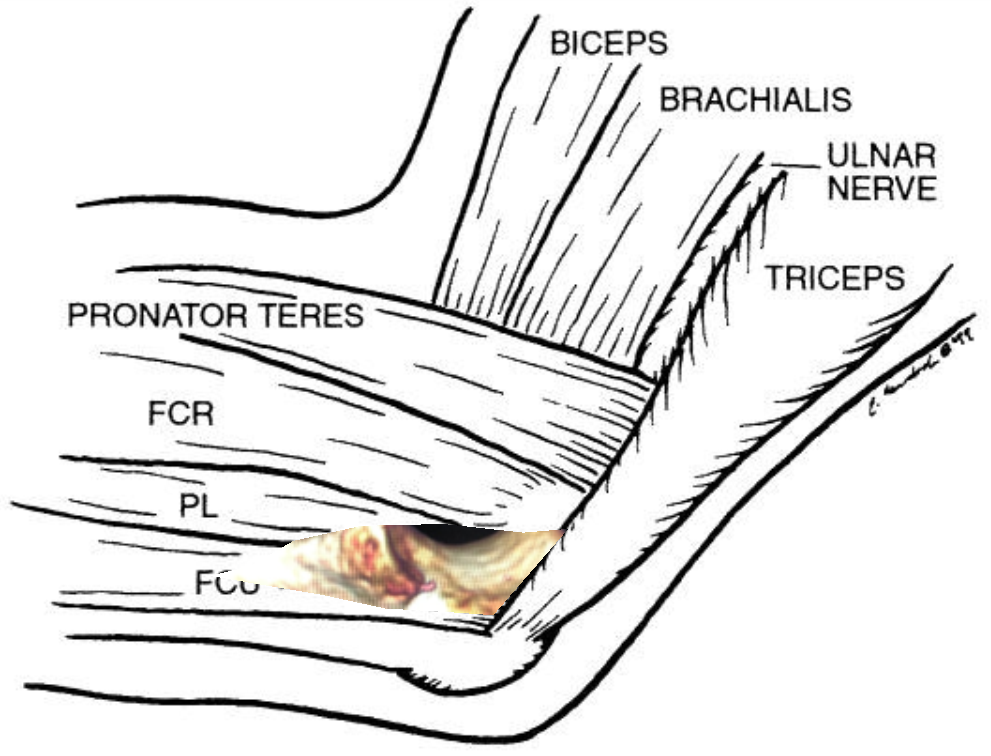 BICEPS
BRACHIALIS
ULNAR
NERVE
TRICEPS
PRONATOR TERES
FCR
PL